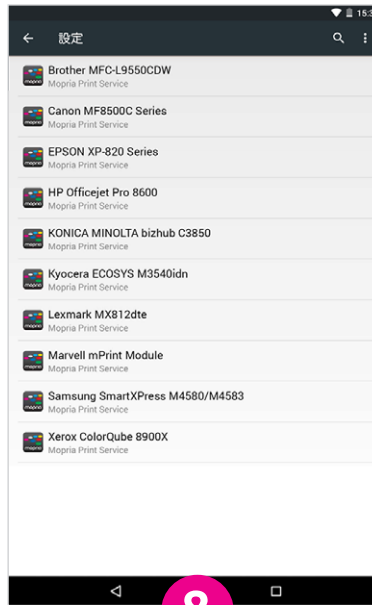 15:3
設定
Brother MFC-L9550CDW
Mopria Print Service
Canon MF8500C Series
Mopria Print Service
EPSON XP-820 Series
Mopria Print Service
HP Officejet Pro 8600
Mopria Print Service
KONICA MINOLTA bizhub C3850
Mopria Print Service
Kyocera ECOSYS M3540idn
Mopria Print Service
Lexmark MX812dte
Mopria Print Service
Marvell mPrint Module
Mopria Print Service
Samsung SmartXPress M4580/M4583
Mopria Print Service
Xerox ColorQube 8900X
Mopria Print Service